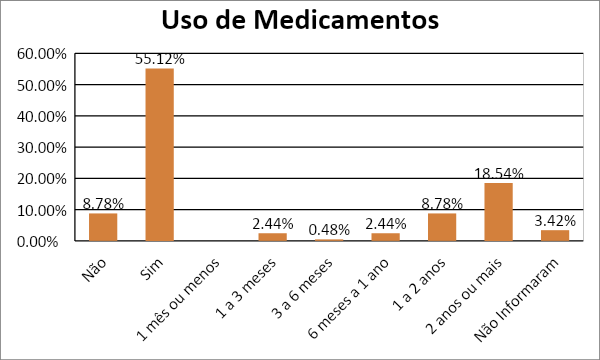 Uso de Medicamentos
60.00%
50.00%
40.00%
30.00%
20.00%
10.00%
0.00%
8.78%
55.12%
2.44%
0.48%
2.44%
8.78%
18.54%
3.42%
Não
Sim
1 mês ou menos
1 a 3 meses
3 a 6 meses
6 meses a 1 ano
1 a 2 anos
2 anos ou mais
Não Informaram